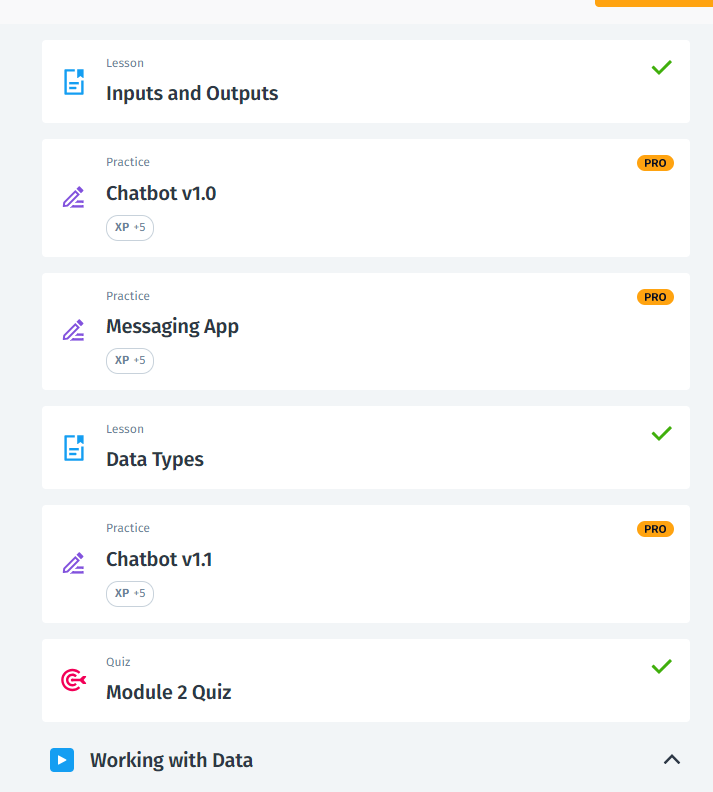 Lesson
Inputs and Outputs
Practice
PRO
Chatbot v1.0
XP +5
Practice
PRO
Messaging App
XP +5
Lesson
Data Types
Practice
PRO
Chatbot v1.1
XP +5
Quiz
Module 2 Quiz
Working with Data